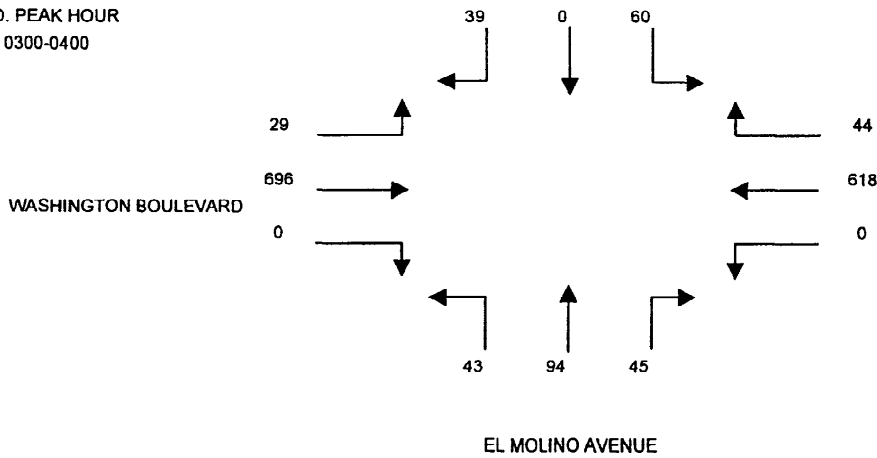 PEAK HOUR
0300-0400
39 0 60
29 44
696 618
WASHINGTON BOULEVARD
0 0
43 94 45
EL MOLINO AVENUE